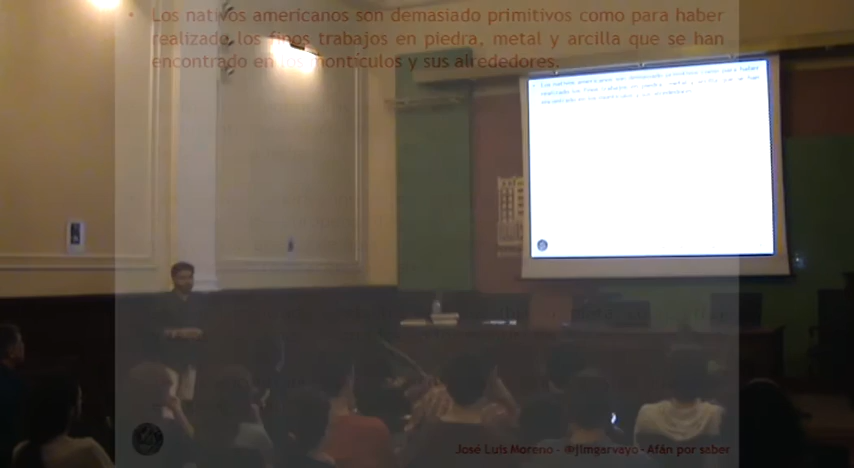 Los nativos americanos son demasiado primitivos como para haber
realizado los finos trabajos en piedra, metal y arcilla que se han
encontrado en los montículos y sus alrededores.
José Luis Moreno - @jlmgarvayo - Afán por saber